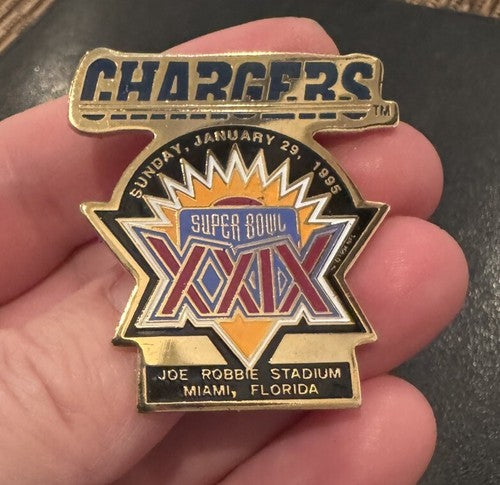 CHARGERS TM
SUNDAY, JANUARY 29, 1995
SUPER BOWL
XXIX
JOE ROBBIE STADIUM
MIAMI, FLORIDA